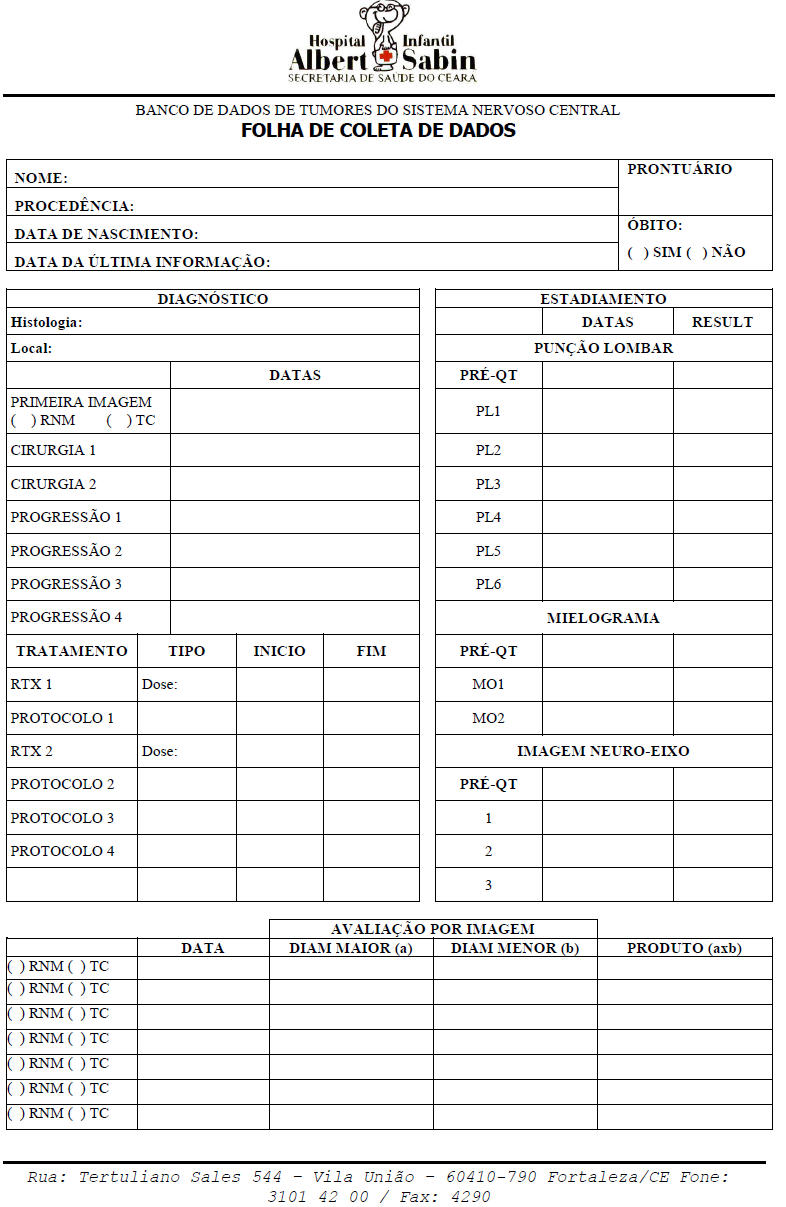 Hospital Infantil
Albert Sabin
SECRETARIA DE SAÚDE DO CEARA
BANCO DE DADOS DE TUMORES DO SISTEMA NERVOSO CENTRAL
FOLHA DE COLETA DE DADOS
NOME:
PROCEDÊNCIA:
DATA DE NASCIMENTO:
DATA DA ÚLTIMA INFORMAÇÃO:
PRONTUÁRIO
ÓBITO:
( ) SIM ( ) NÃO
DIAGNÓSTICO
Histologia:
Local:
DATAS
PRIMEIRA IMAGEM
( ) RNM ( ) TC
CIRURGIA 1
CIRURGIA 2
PROGRESSÃO 1
PROGRESSÃO 2
PROGRESSÃO 3
PROGRESSÃO 4
TRATAMENTO TIPO INICIO FIM
RTX 1 Dose:
PROTOCOLO 1
RTX 2 Dose:
PROTOCOLO 2
PROTOCOLO 3
PROTOCOLO 4
ESTADIAMENTO
DATAS RESULT
PUNÇÃO LOMBAR
PRÉ-QT
PL1
PL2
PL3
PL4
PL5
PL6
MIELOGRAMA
PRÉ-QT
MO1
MO2
IMAGEM NEURO-EIXO
PRÉ-QT
1
2
3
AVALIAÇÃO POR IMAGEM
DATA DIAM MAIOR (a) DIAM MENOR (b) PRODUTO (axb)
( ) RNM ( ) TC
( ) RNM ( ) TC
( ) RNM ( ) TC
( ) RNM ( ) TC
( ) RNM ( ) TC
( ) RNM ( ) TC
( ) RNM ( ) TC
Rua: Tertuliano Sales 544 – Vila União – 60410-790 Fortaleza/CE Fone:
3101 42 00 / Fax: 4290